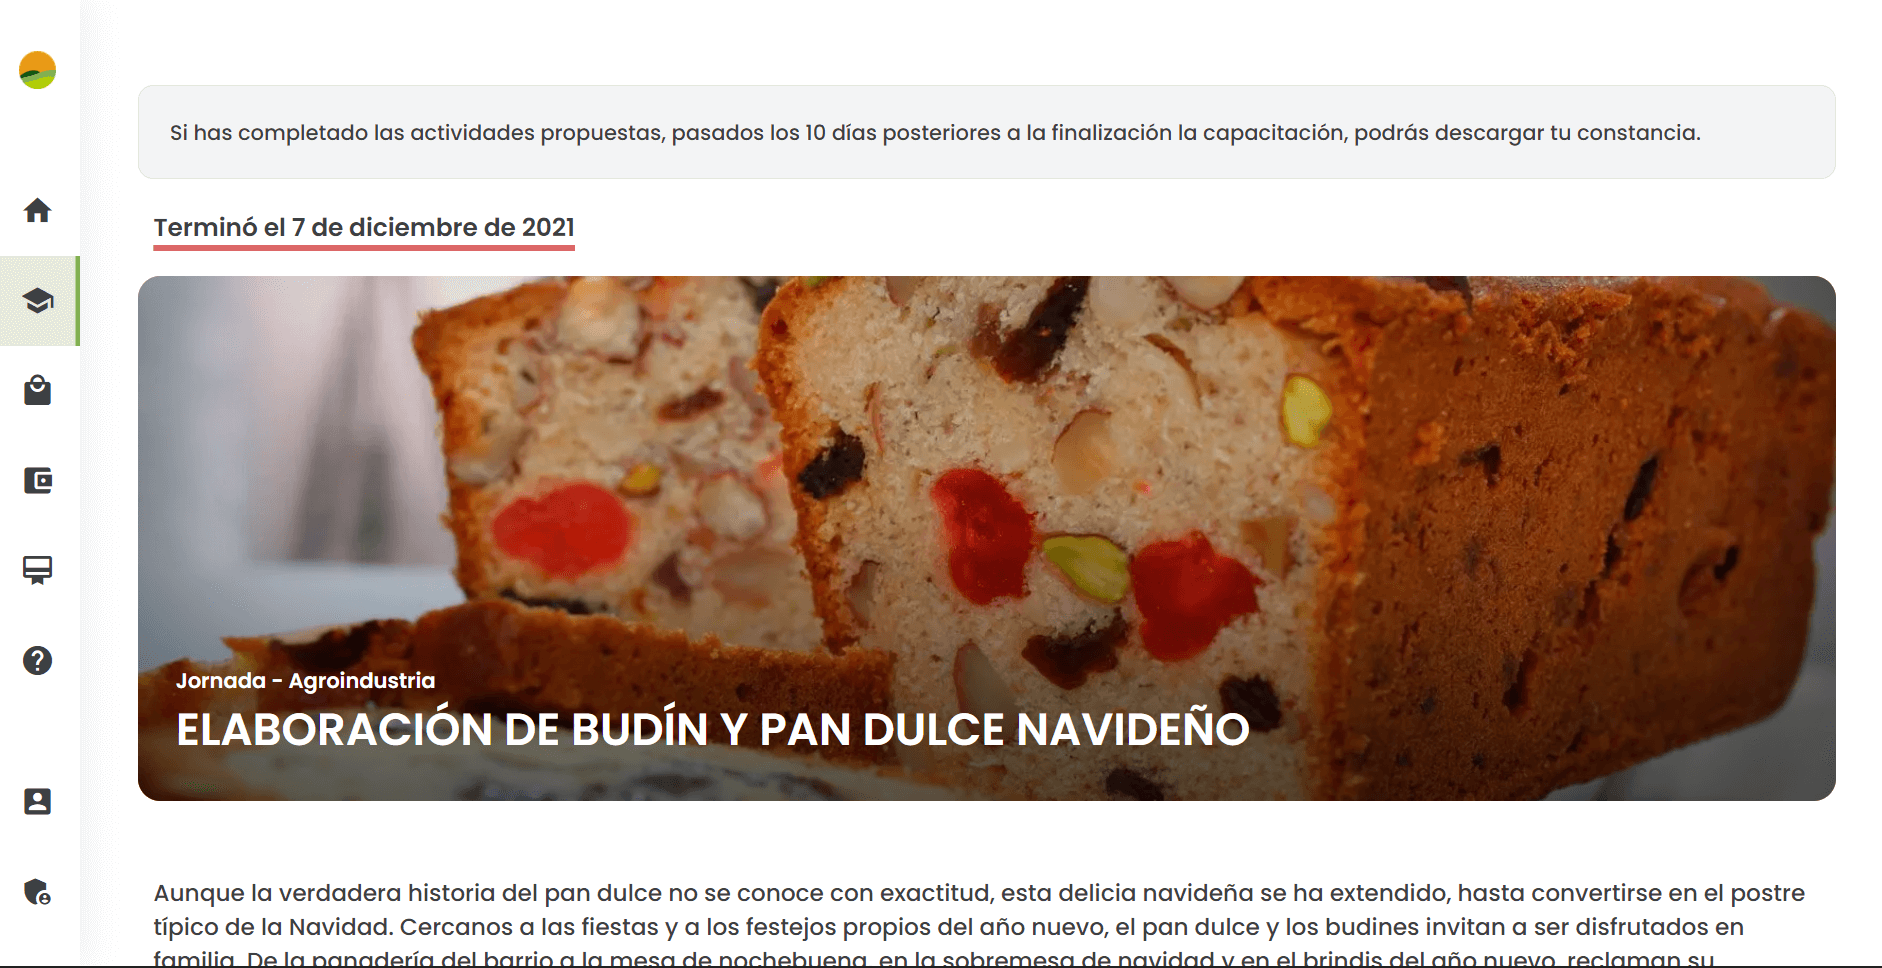 Si has completado las actividades propuestas, pasados los 10 días posteriores a la finalización la capacitación, podrás descargar tu constancia.
Terminó el 7 de diciembre de 2021
Jornada - Agroindustria
ELABORACIÓN DE BUDÍN Y PAN DULCE NAVIDEÑO
Aunque la verdadera historia del pan dulce no se conoce con exactitud, esta delicia navideña se ha extendido, hasta convertirse en el postre
típico de la Navidad. Cercanos a las fiestas y a los festejos propios del año nuevo, el pan dulce y los budines invitan a ser disfrutados en
familia. De la panadería del barrio a la mesa de nochebuena, en la sobremesa de navidad y en el brindis del año nuevo, reclaman su